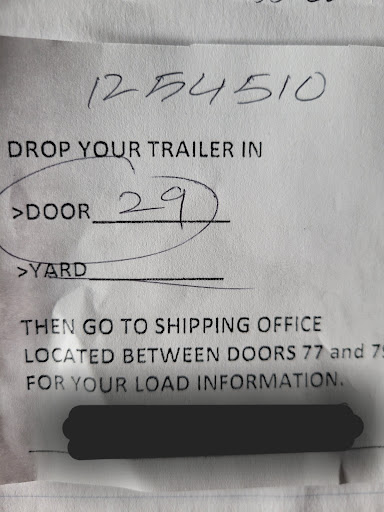 1254510
DROP YOUR TRAILER IN
>DOOR 29
>YARD
THEN GO TO SHIPPING OFFICE
LOCATED BETWEEN DOORS 77 and
FOR YOUR LOAD INFORMATION.